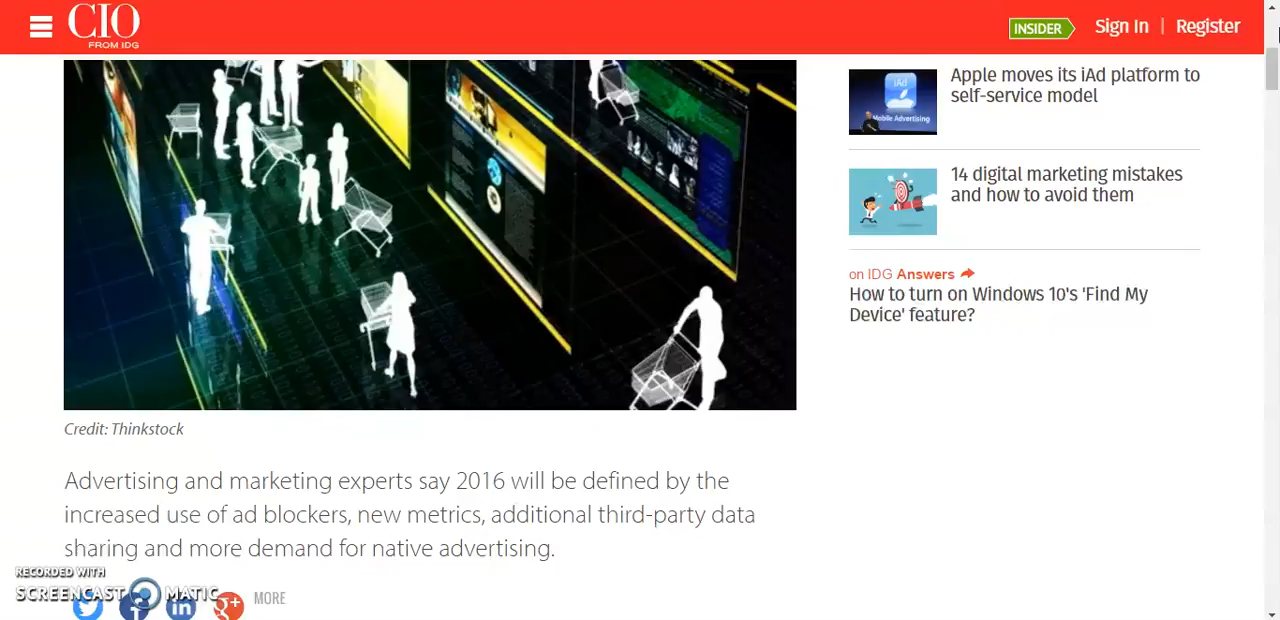 CIO
FROM IDG
INSIDER
Sign In | Register
Apple moves its iAd platform to
self-service model
iAd
Mobile Advertising
14 digital marketing mistakes
and how to avoid them
on IDG Answers
How to turn on Windows 10's 'Find My
Device' feature?
Credit: Thinkstock
Advertising and marketing experts say 2016 will be defined by the
increased use of ad blockers, new metrics, additional third-party data
sharing and more demand for native advertising.
RECORDED WITH
SCREENCAST MATIC
MORE